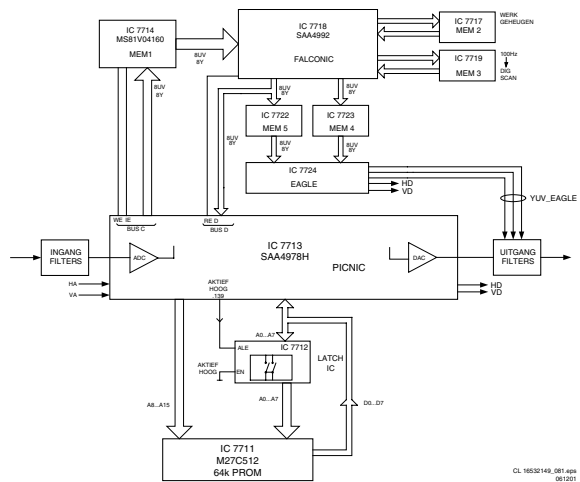 IC 7714
MS81V04160
MEM1
8UV
8Y
IC 7718
SAA4992
FALCONIC
IC 7717
MEM 2
WERK
GEHEUGEN
IC 7719
MEM 3
100Hz
DIG
SCAN
8UV
8Y
8UV
8Y
8UV
8Y
IC 7722
MEM 5
IC 7723
MEM 4
8UV
8Y
8UV
8Y
8UV
8Y
IC 7724
EAGLE
HD
VD
YUV_EAGLE
WE IE
BUS C
RE D
BUS D
INGANG
FILTERS
ADC
IC 7713
SAA4978H
PICNIC
DAC
UITGANG
FILTERS
HA
VA
HD
VD
AKTIEF
HOOG
139
A0...A7
ALE
IC 7712
LATCH
IC
AKTIEF
HOOG
EN
A8...A15
A0...A7
D0...D7
IC 7711
M27C512
64k PROM
CL 16532149_081.eps
061201